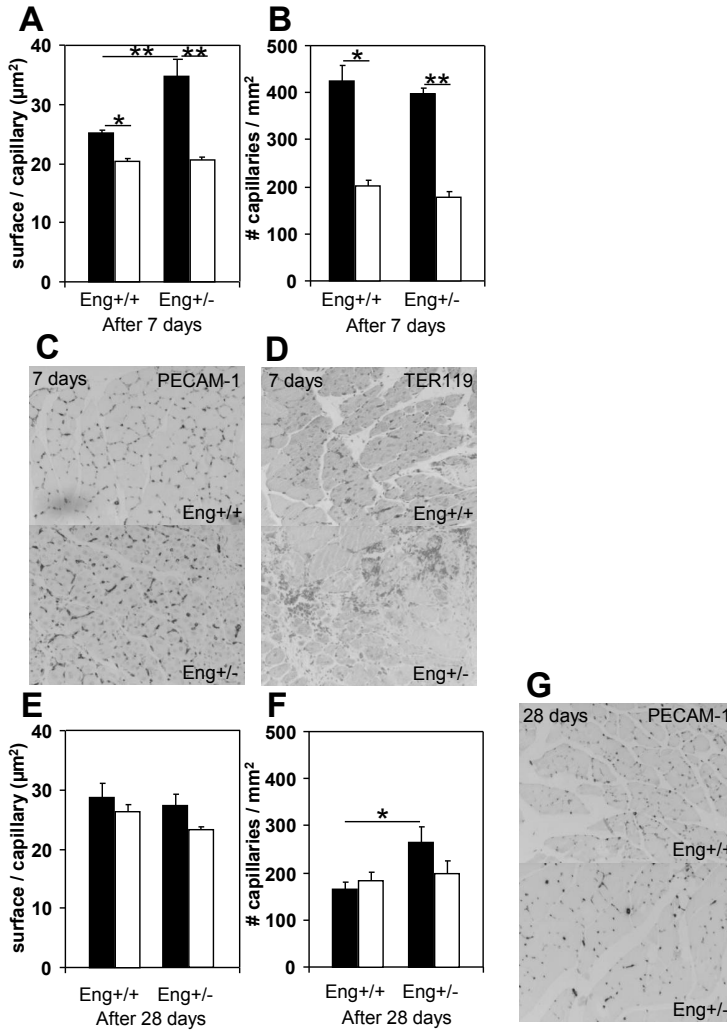 A
surface / capillary (µm²)
40
30
20
10
0
**
**
*
Eng+/+ Eng+/-
After 7 days
B
# capillaries / mm²
500
400
300
200
100
0
*
**
Eng+/+ Eng+/-
After 7 days
C
7 days PECAM-1
Eng+/+
Eng+/-
D
7 days TER119
Eng+/+
Eng+/-
E
surface / capillary (µm²)
40
30
20
10
0
Eng+/+ Eng+/-
After 28 days
F
# capillaries / mm²
500
400
300
200
100
0
*
Eng+/+ Eng+/-
After 28 days
G
28 days PECAM-1
Eng+/+
Eng+/-